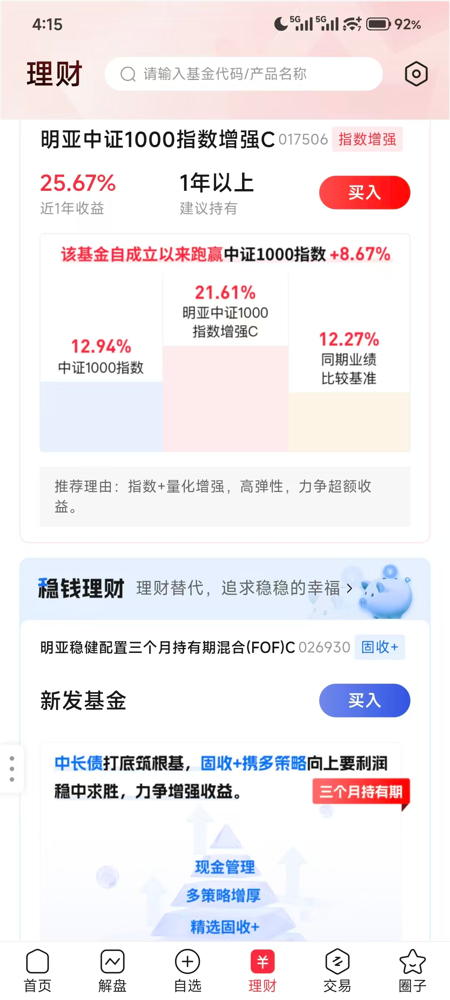 4:15
5G 5G 7 92%
理财
请输入基金代码/产品名称
明亚中证1000指数增强C 017506 指数增强
25.67% 1年以上 买入
近1年收益 建议持有
该基金自成立以来跑赢中证1000指数 +8.67%
21.61%
明亚中证1000
指数增强C
12.94%
中证1000指数
12.27%
同期业绩
比较基准
推荐理由：指数+量化增强，高弹性，力争超额收
益。
稳钱理财 理财替代，追求稳稳的幸福
明亚稳健配置三个月持有期混合(FOF)C 026930 固收+
新发基金 买入
中长债打底筑根基，固收+携多策略向上要利润
稳中求胜，力争增强收益。
三个月持有期
现金管理
多策略增厚
精选固收+
首页 解盘 自选 理财 交易 圈子